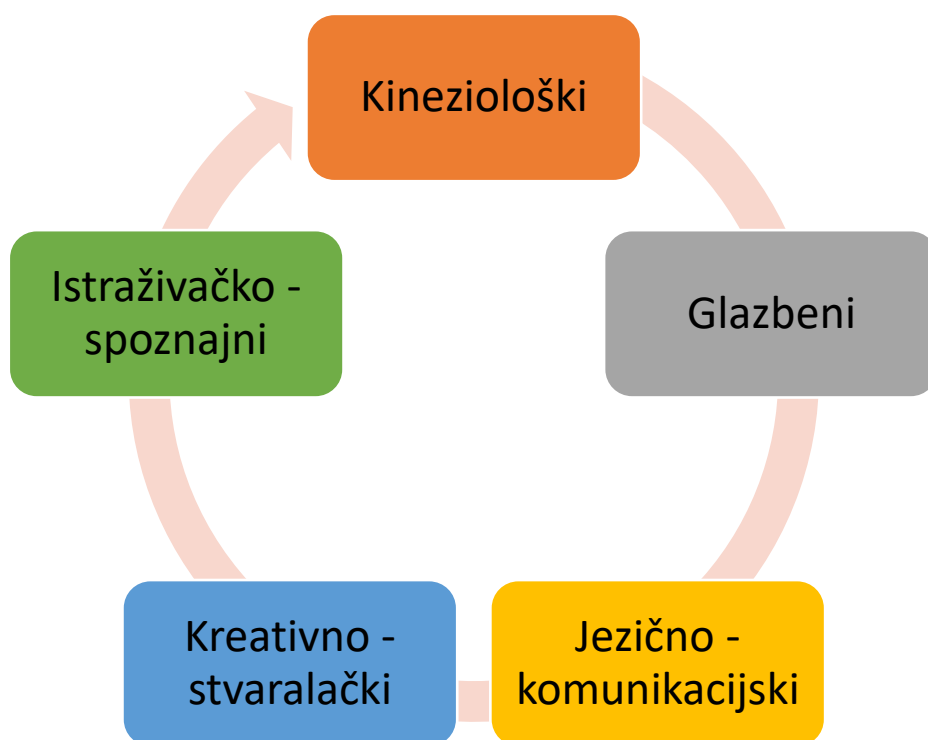 Kineziološki
Glazbeni
Jezično -
komunikacijski
Kreativno -
stvaralački
Istraživačko -
spoznajni